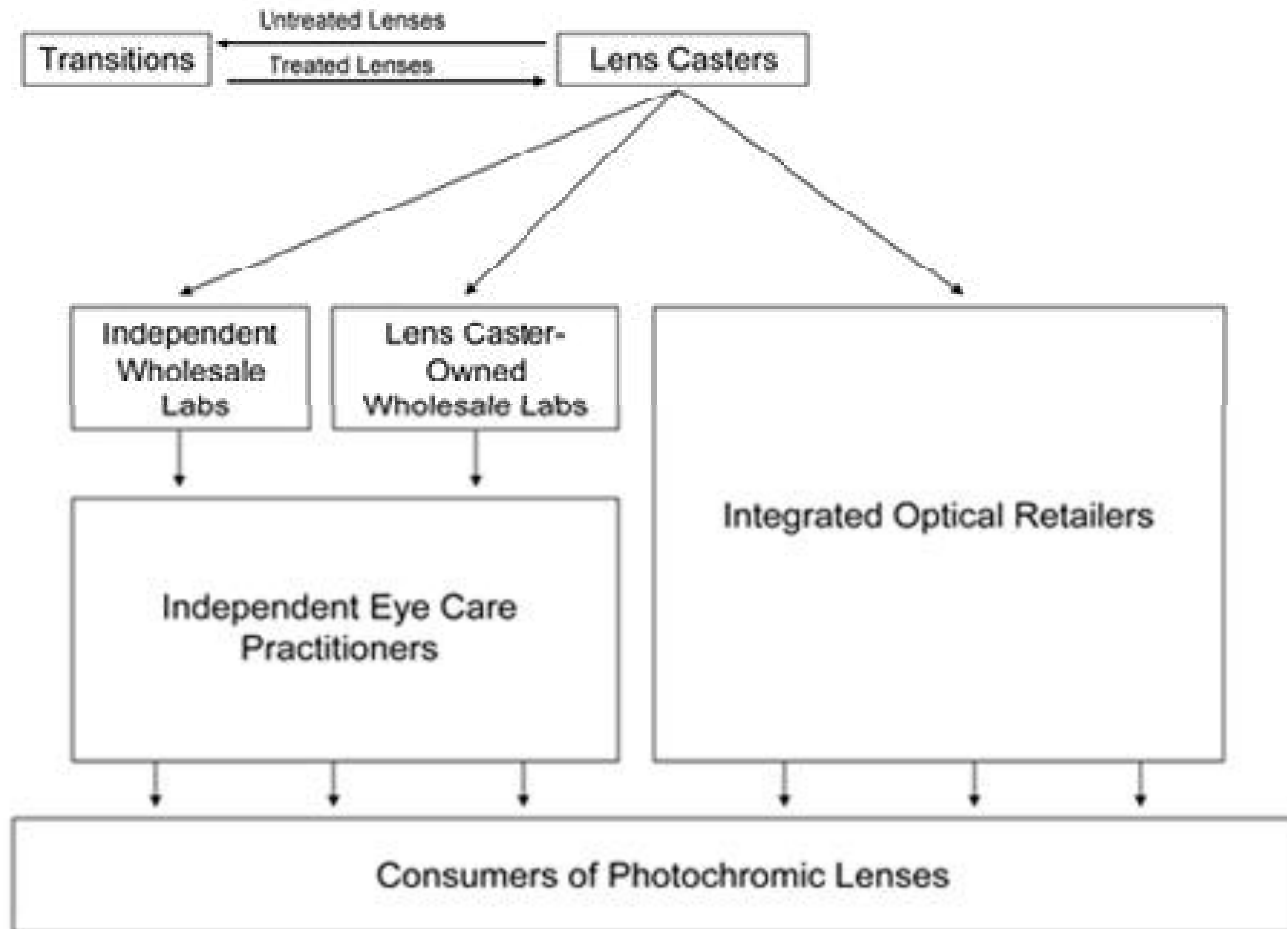 Untreated Lenses
Transitions
Lens Casters
Treated Lenses
Independent
Wholesale
Labs
Lens Caster-
Owned
Wholesale Labs
Integrated Optical Retailers
Independent Eye Care
Practitioners
Consumers of Photochromic Lenses